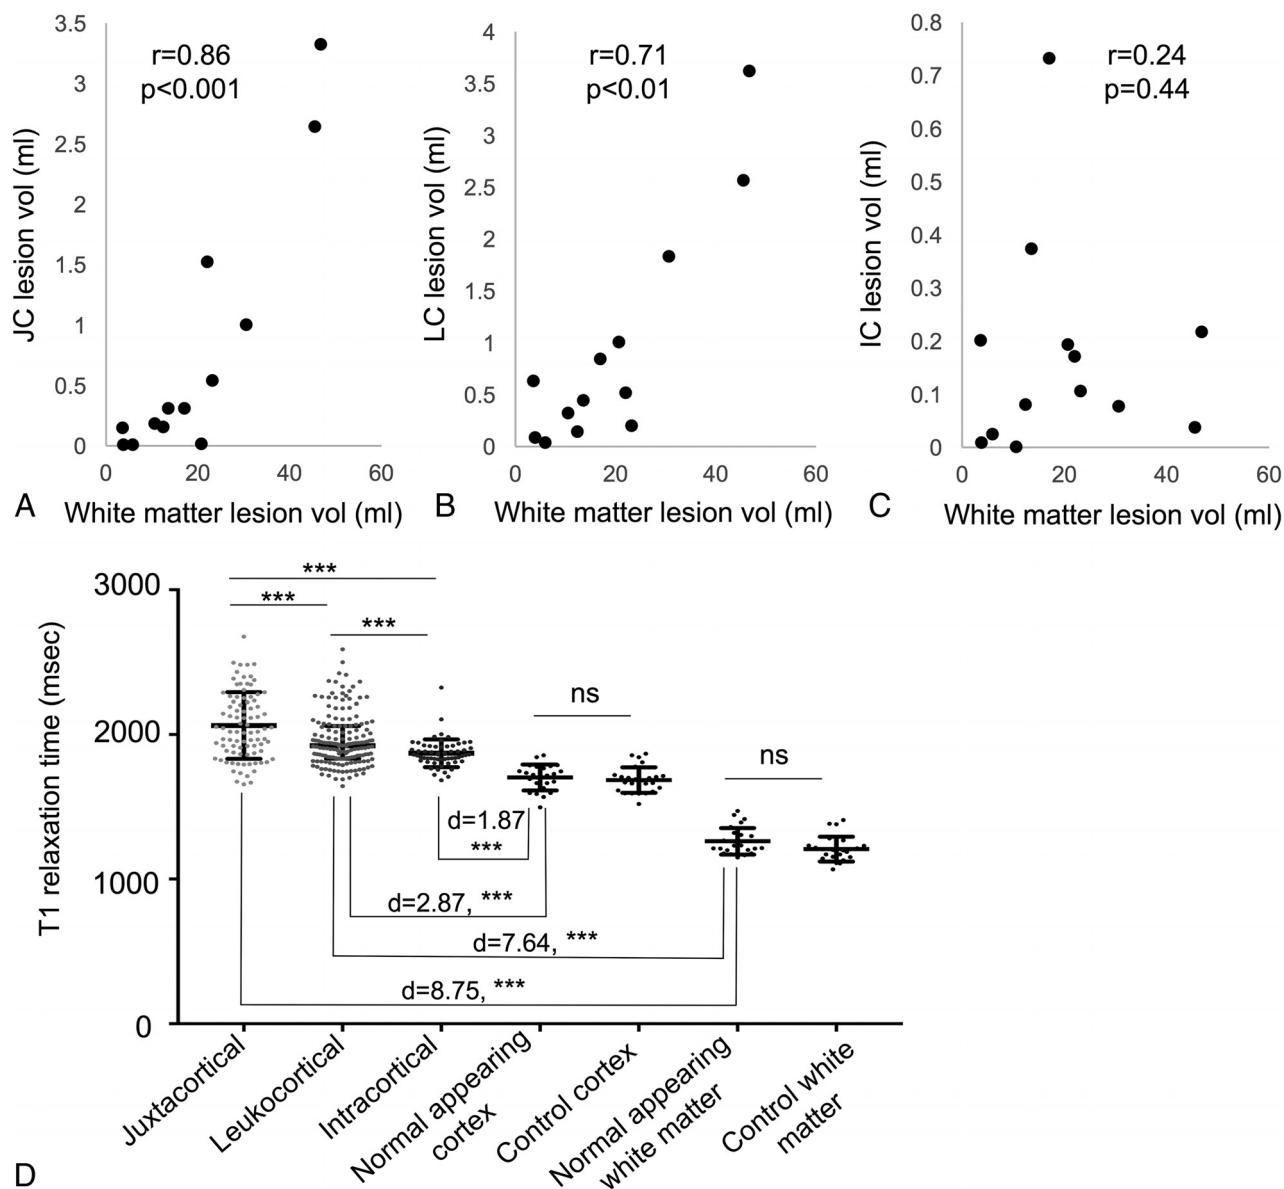 3.5
3
2.5
2
1.5
1
0.5
0
0
20
40
60
r=0.86
p<0.001
JC lesion vol (ml)
White matter lesion vol (ml)
A
4
3.5
3
2.5
2
1.5
1
0.5
0
0
20
40
60
r=0.71
p<0.01
LC lesion vol (ml)
White matter lesion vol (ml)
B
0.8
0.7
0.6
0.5
0.4
0.3
0.2
0.1
0
0
20
40
60
r=0.24
p=0.44
IC lesion vol (ml)
White matter lesion vol (ml)
C
3000
2000
1000
0
T1 relaxation time (msec)
***
***
***
ns
ns
d=1.87
***
d=2.87, ***
d=7.64, ***
d=8.75, ***
Juxtacortical
Leukocortical
Intracortical
Normal appearing
cortex
Control cortex
Normal appearing
white matter
Control white
matter
D